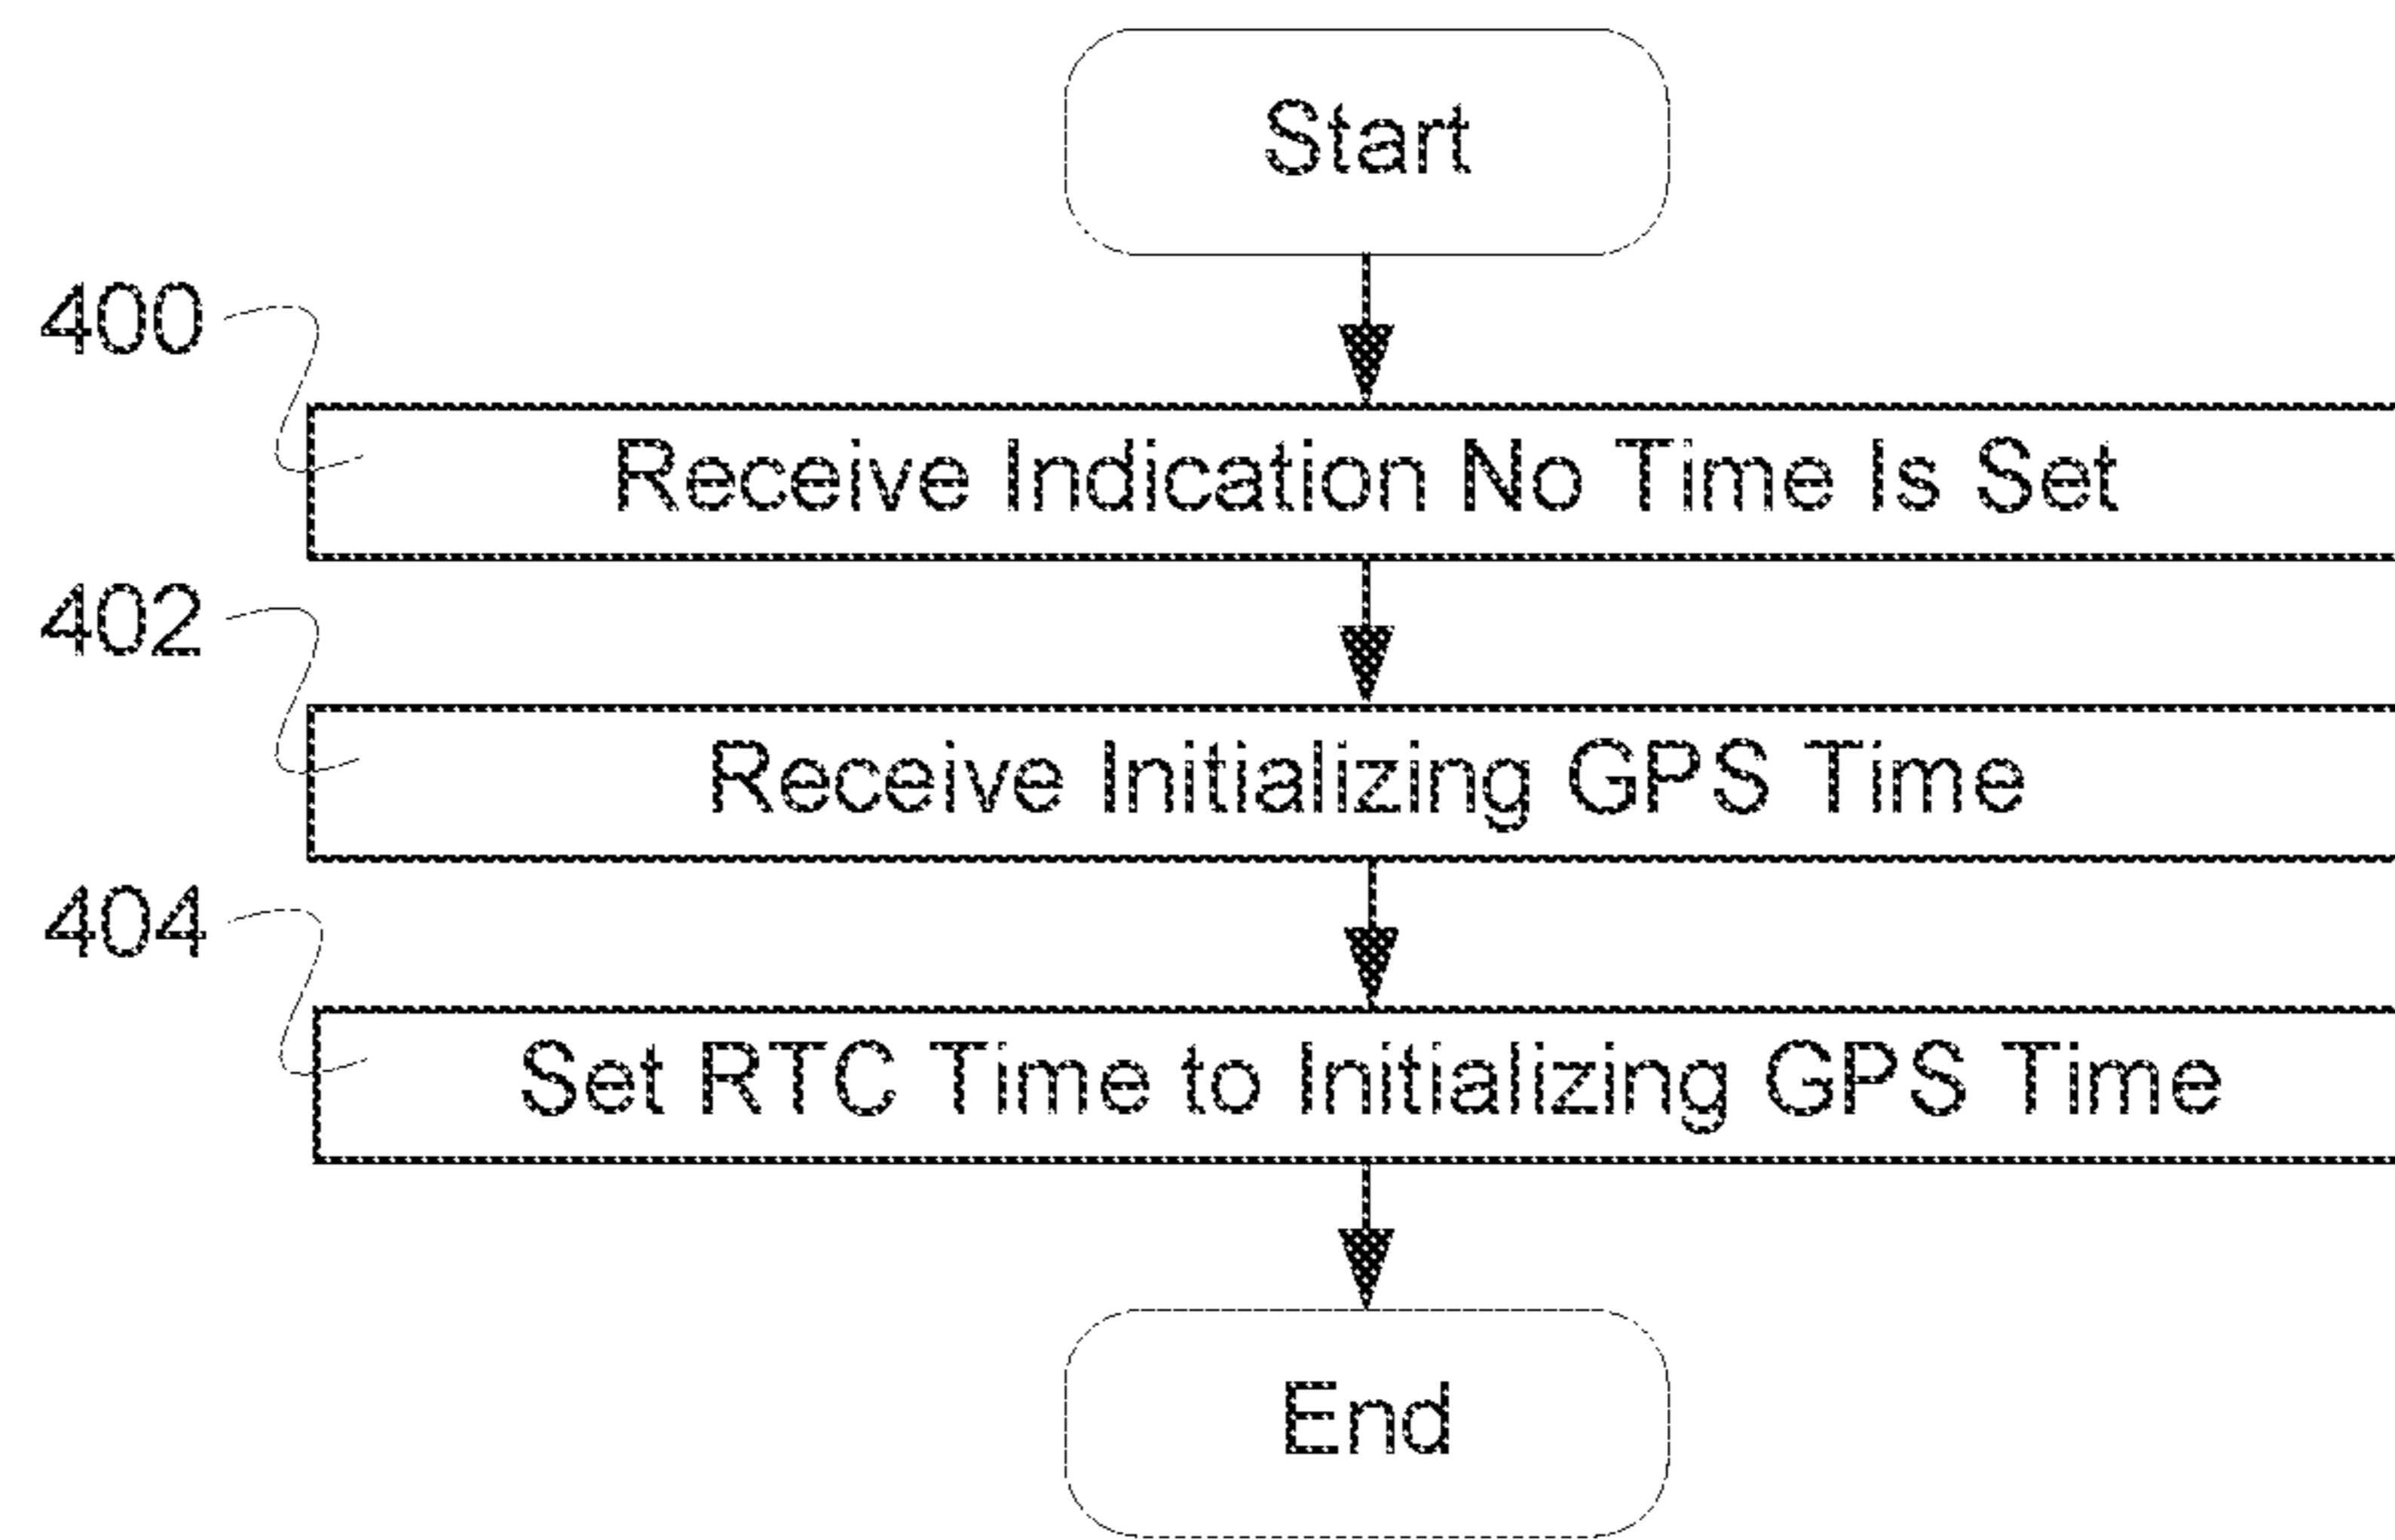 Start
400
Receive Indication No Time Is Set
402
Receive Initializing GPS Time
404
Set RTC Time to Initializing GPS Time
End